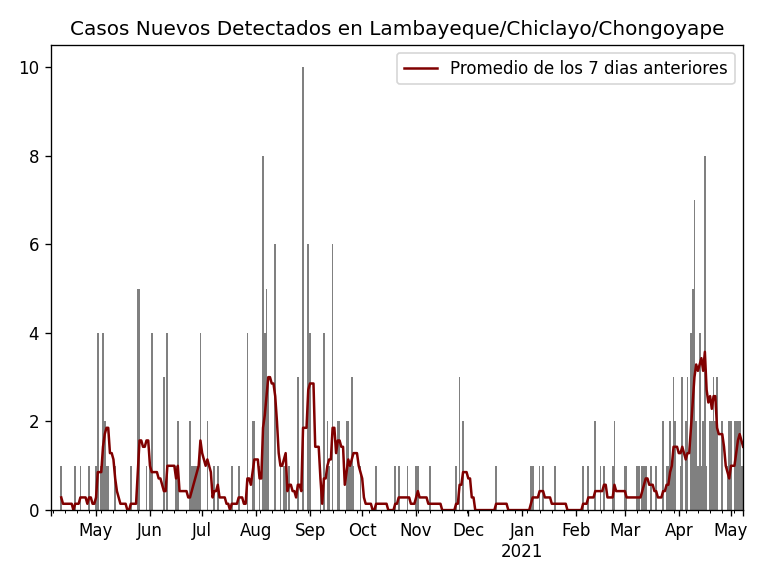 Casos Nuevos Detectados en Lambayeque/Chiclayo/Chongoyape
Promedio de los 7 dias anteriores
10
8
6
4
2
0
May Jun Jul Aug Sep Oct Nov Dec Jan Feb Mar Apr May
2021